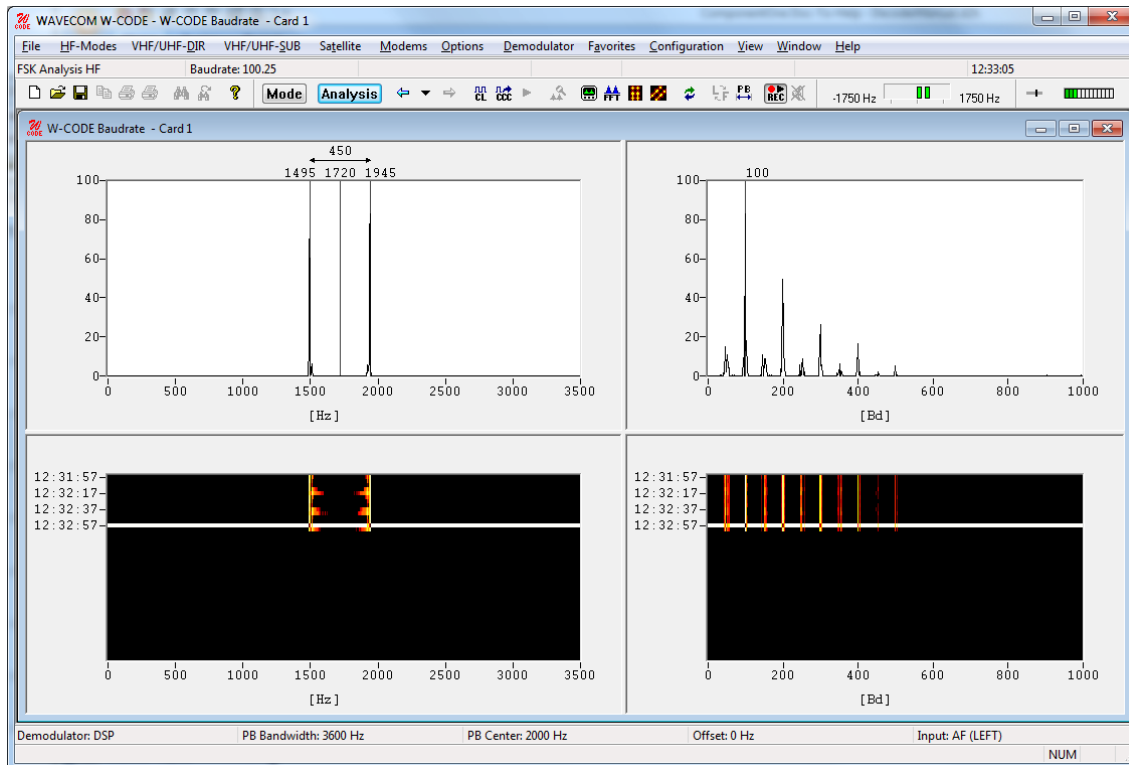 WAVECOM W-CODE - W-CODE Baudrate - Card 1
File HF-Modes VHF/UHF-DIR VHF/UHF-SUB Satellite Modems Options Demodulator Favorites Configuration View Window Help
FSK Analysis HF Baudrate: 100.25 12:33:05
Mode Analysis CL CCC FFT L F PB REC -1750 Hz 1750 Hz
W-CODE Baudrate - Card 1
450
1495 1720 1945
100
80
60
40
20
0
0 500 1000 1500 2000 2500 3000 3500
[Hz]
100
100
80
60
40
20
0
0 200 400 600 800 1000
[Bd]
12:31:57
12:32:17
12:32:37
12:32:57
0 500 1000 1500 2000 2500 3000 3500
[Hz]
12:31:57
12:32:17
12:32:37
12:32:57
0 200 400 600 800 1000
[Bd]
Demodulator: DSP PB Bandwidth: 3600 Hz PB Center: 2000 Hz Offset: 0 Hz Input: AF (LEFT)
NUM